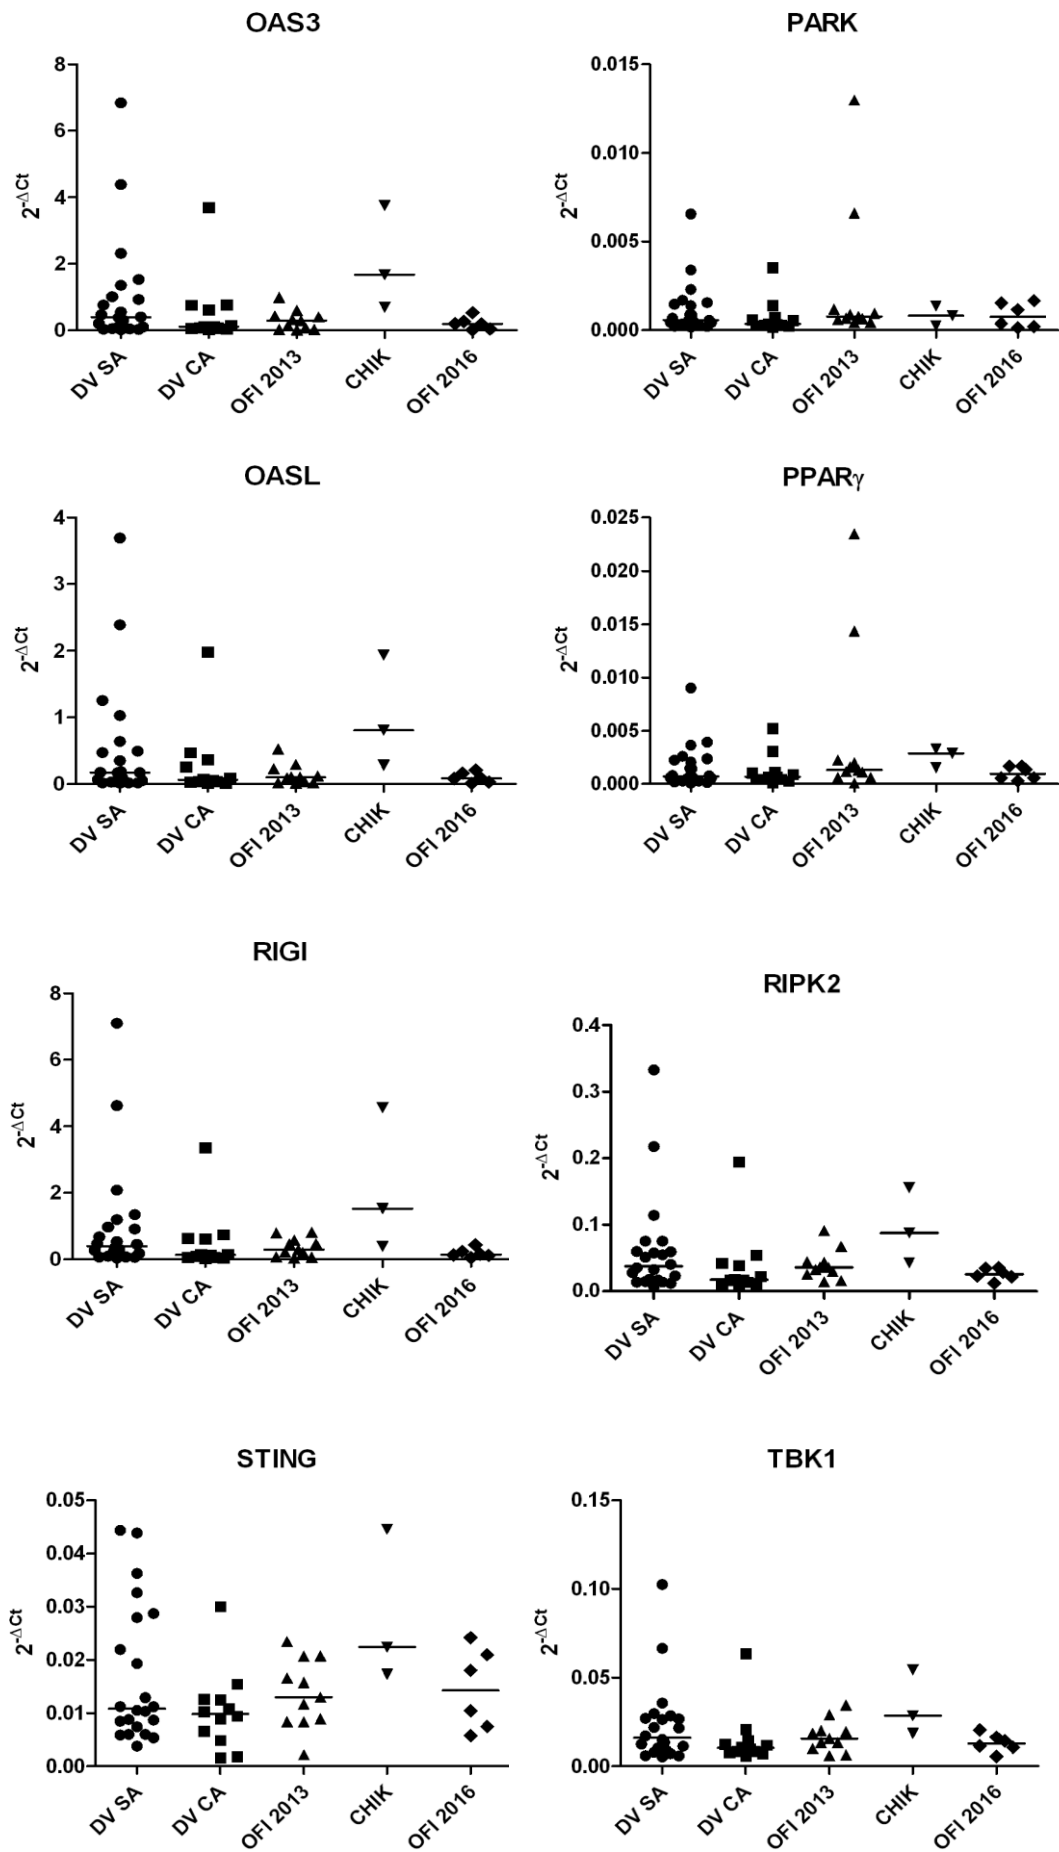 OAS3
2-ΔCt
8
6
4
2
0
DV SA
DV CA
OFI 2013
CHIK
OFI 2016
PARK
2-ΔCt
0.015
0.010
0.005
0.000
DV SA
DV CA
OFI 2013
CHIK
OFI 2016
OASL
2-ΔCt
4
3
2
1
0
DV SA
DV CA
OFI 2013
CHIK
OFI 2016
PPARγ
2-ΔCt
0.025
0.020
0.015
0.010
0.005
0.000
DV SA
DV CA
OFI 2013
CHIK
OFI 2016
RIGI
2-ΔCt
8
6
4
2
0
DV SA
DV CA
OFI 2013
CHIK
OFI 2016
RIPK2
2-ΔCt
0.4
0.3
0.2
0.1
0.0
DV SA
DV CA
OFI 2013
CHIK
OFI 2016
STING
2-ΔCt
0.05
0.04
0.03
0.02
0.01
0.00
DV SA
DV CA
OFI 2013
CHIK
OFI 2016
TBK1
2-ΔCt
0.15
0.10
0.05
0.00
DV SA
DV CA
OFI 2013
CHIK
OFI 2016